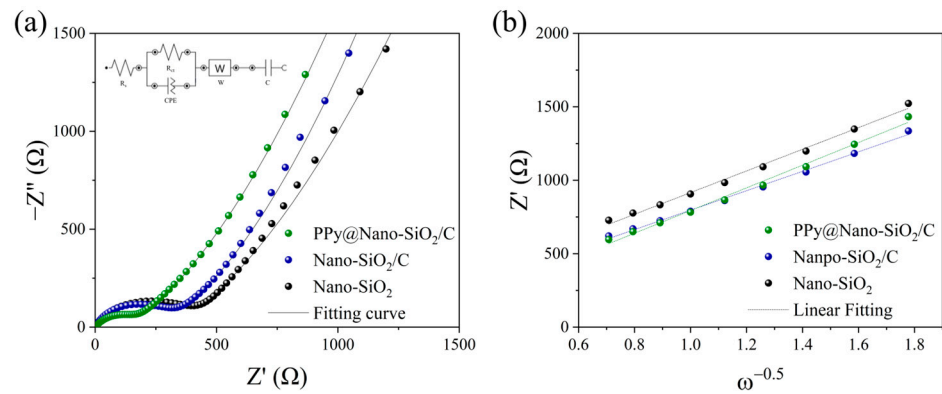 (a)
1500
1000
500
0
−Z″ (Ω)
R₁
CPE
W
W
C
PPy@Nano-SiO₂/C
Nano-SiO₂/C
Nano-SiO₂
Fitting curve
0 500 1000 1500
Z' (Ω)
(b)
2000
1500
1000
500
0
Z' (Ω)
PPy@Nano-SiO₂/C
Nanpo-SiO₂/C
Nano-SiO₂
Linear Fitting
0.6 0.8 1.0 1.2 1.4 1.6 1.8
ω⁻⁰·⁵